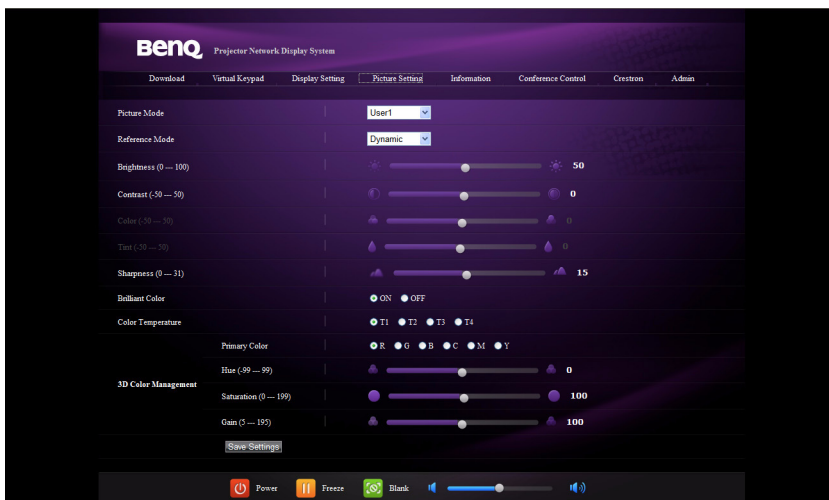 BenQ Projector Network Display System
Download Virtual Keypad Display Setting Picture Setting Information Conference Control Crestron Admin
Picture Mode User1
Reference Mode Dynamic
Brightness (0 --- 100) 50
Contrast (-50 --- 50) 0
Color (-50 --- 50) 0
Tint (-50 --- 50) 0
Sharpness (0 --- 31) 15
Brilliant Color ON OFF
Color Temperature T1 T2 T3 T4
Primary Color R G B C M Y
Hue (-99 --- 99) 0
3D Color Management
Saturation (0 --- 199) 100
Gain (5 --- 195) 100
Save Settings
Power Freeze Blank